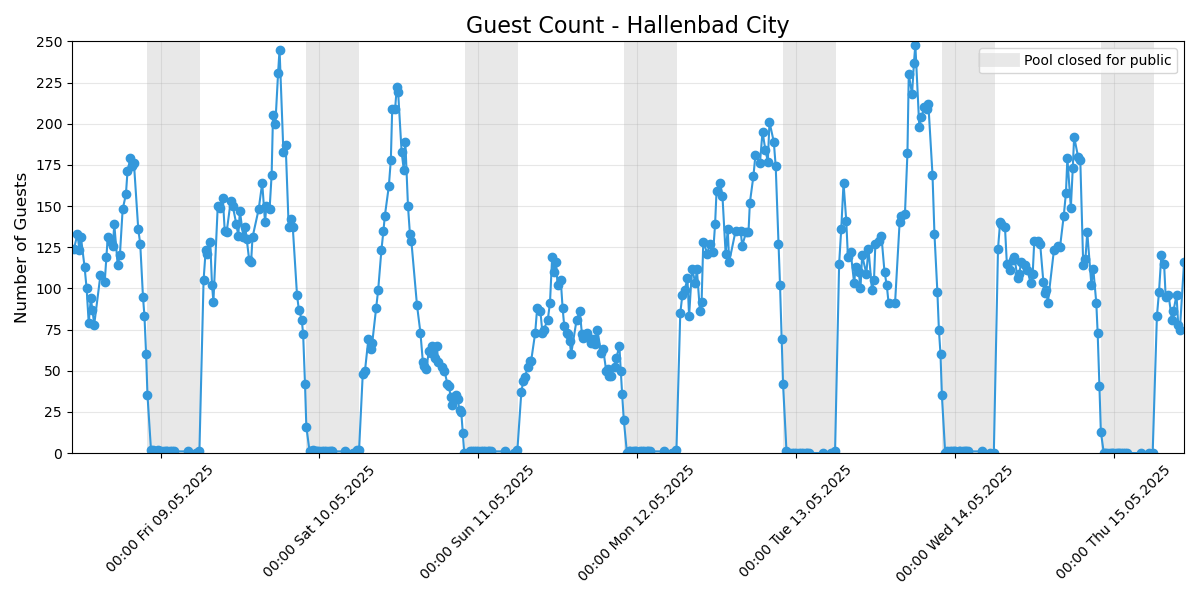 Guest Count - Hallenbad City
Pool closed for public
Number of Guests
250
225
200
175
150
125
100
75
50
25
0
00:00 Fri 09.05.2025
00:00 Sat 10.05.2025
00:00 Sun 11.05.2025
00:00 Mon 12.05.2025
00:00 Tue 13.05.2025
00:00 Wed 14.05.2025
00:00 Thu 15.05.2025